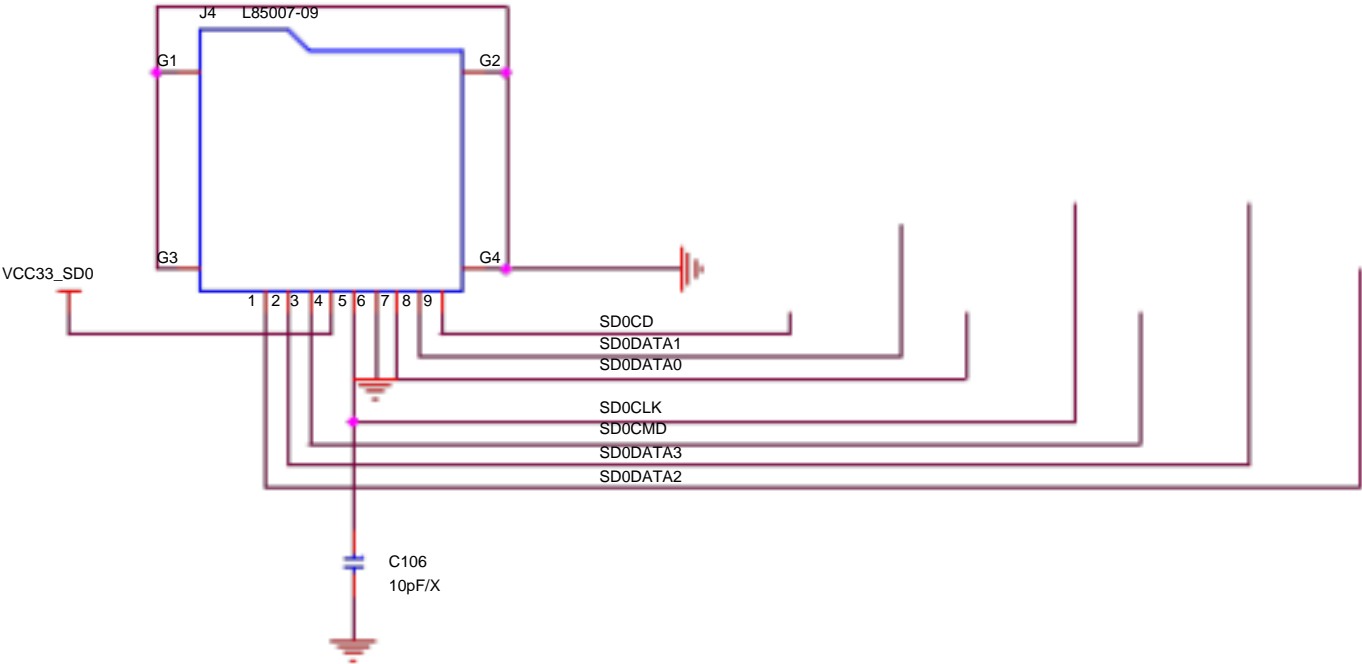 J4 L85007-09
G1 G2
G3 G4
VCC33_SD0
1 2 3 4 5 6 7 8 9
SD0CD
SD0DATA1
SD0DATA0
SD0CLK
SD0CMD
SD0DATA3
SD0DATA2
C106
10pF/X